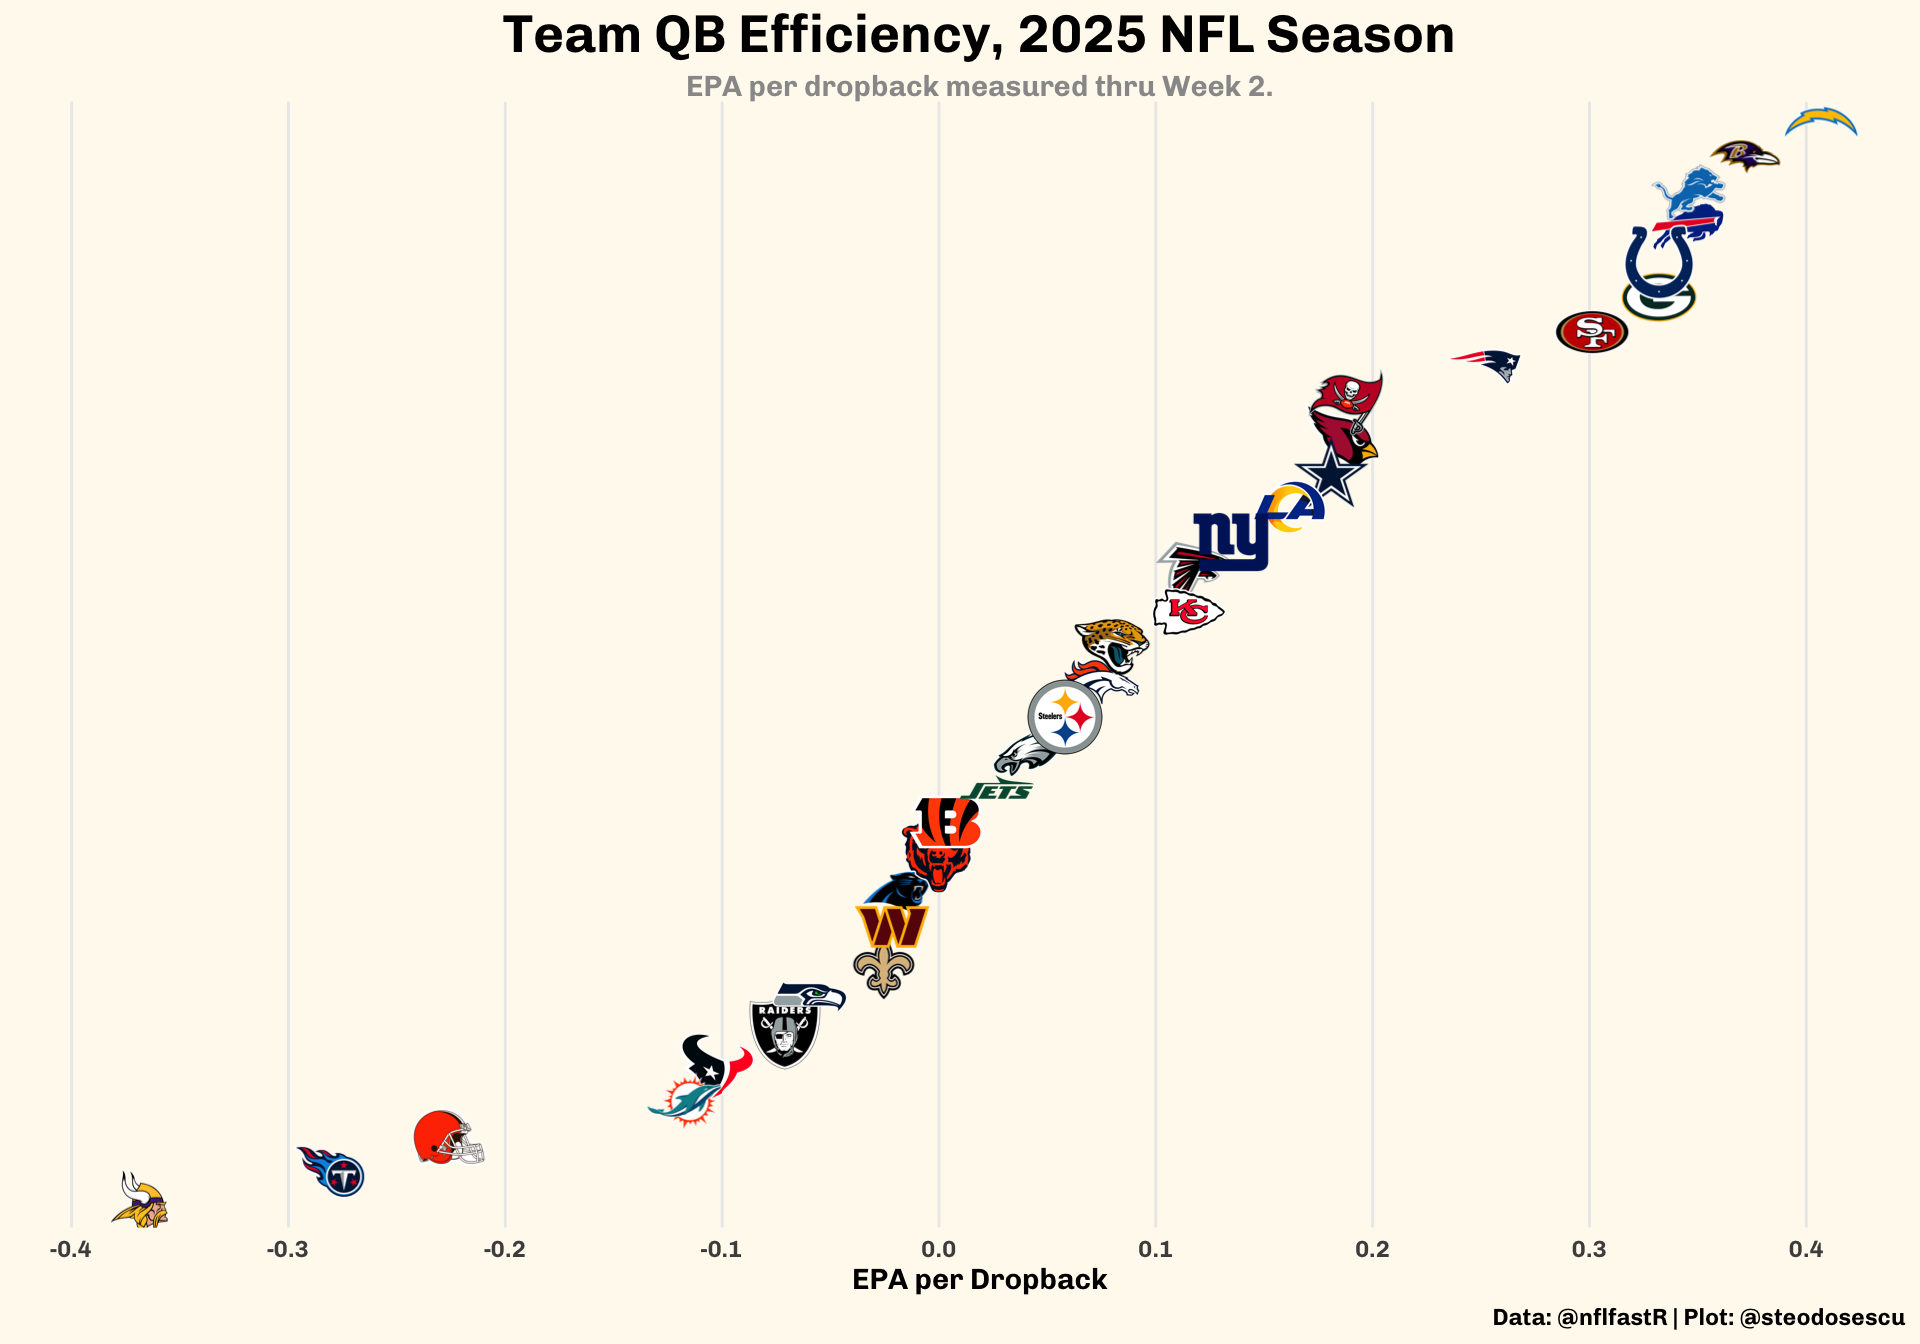 Team QB Efficiency, 2025 NFL Season
EPA per dropback measured thru Week 2.
B
G
SF
LA
ny
KC
Steelers
JETS
B
W
RAIDERS
T
-0.4 -0.3 -0.2 -0.1 0.0 0.1 0.2 0.3 0.4
EPA per Dropback
Data: @nflfastR | Plot: @steodosescu